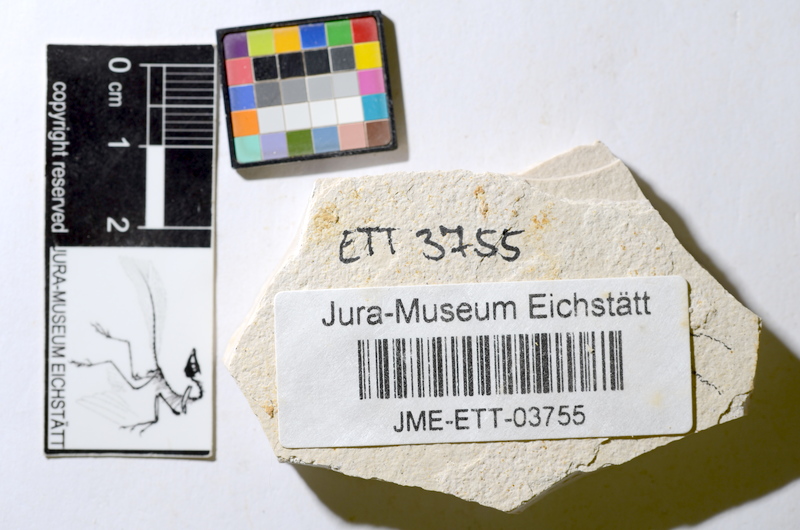 0
cm
1
2
copyright reserved
JURA-MUSEUM EICHSTÄTT
ETT 3755
Jura-Museum Eichstätt
JME-ETT-03755